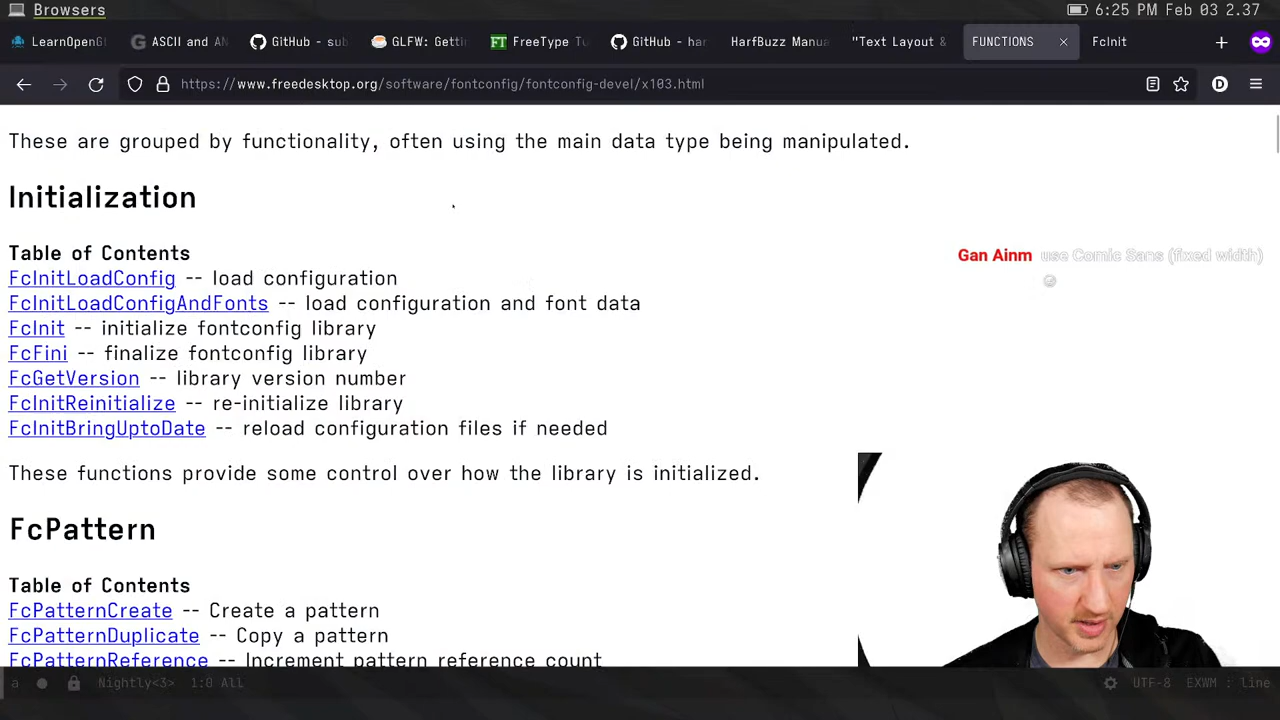 Browsers
6:25 PM Feb 03 2.37
LearnOpenG
ASCII and AN
GitHub - sub
GLFW: Getti
FreeType Tu
GitHub - har
HarfBuzz Manua
"Text Layout &
FUNCTIONS
FcInit
https://www.freedesktop.org/software/fontconfig/fontconfig-devel/x103.html
D
These are grouped by functionality, often using the main data type being manipulated.
Initialization
Table of Contents
FcInitLoadConfig -- load configuration
FcInitLoadConfigAndFonts -- load configuration and font data
FcInit -- initialize fontconfig library
FcFini -- finalize fontconfig library
FcGetVersion -- library version number
FcInitReinitialize -- re-initialize library
FcInitBringUptoDate -- reload configuration files if needed
These functions provide some control over how the library is initialized.
FcPattern
Table of Contents
FcPatternCreate -- Create a pattern
FcPatternDuplicate -- Copy a pattern
FcPatternReference -- Increment pattern reference count
Gan Ainm use Comic Sans (fixed width)
a
Nightly<3>
1:0 All
UTF-8
EXWM : line